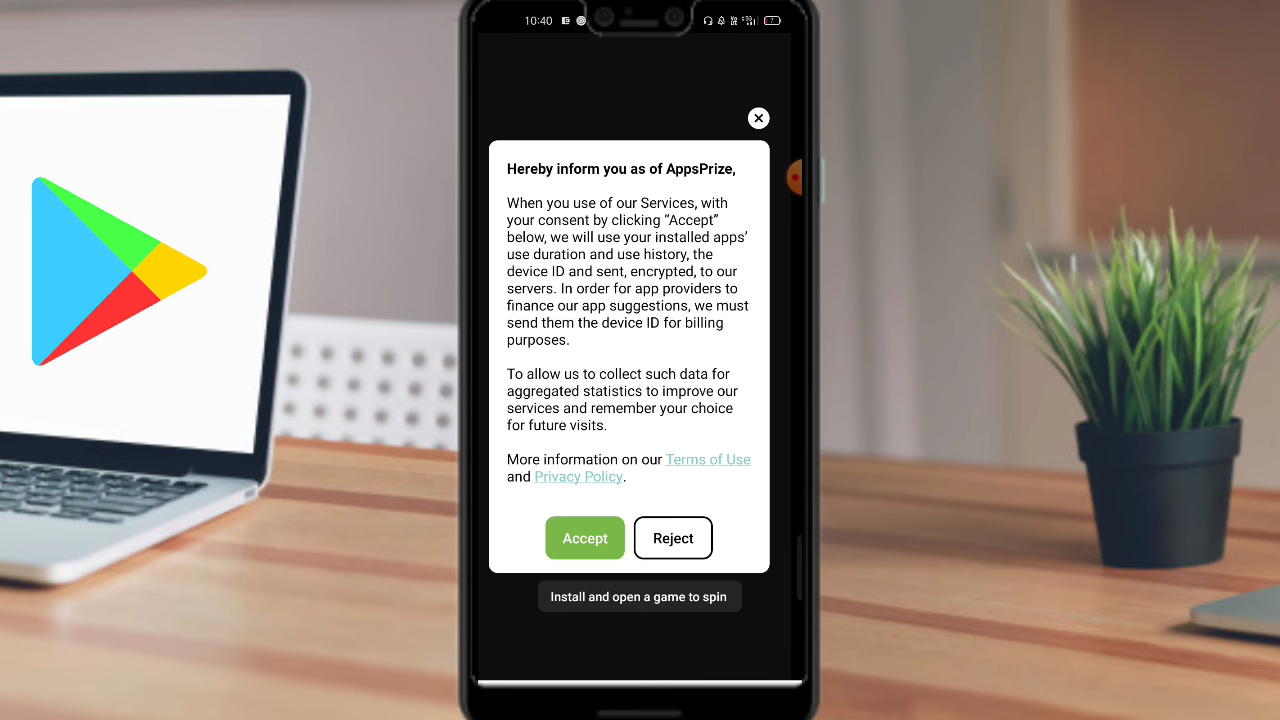 10:40
7
Hereby inform you as of AppsPrize,
When you use of our Services, with
your consent by clicking “Accept”
below, we will use your installed apps’
use duration and use history, the
device ID and sent, encrypted, to our
servers. In order for app providers to
finance our app suggestions, we must
send them the device ID for billing
purposes.
To allow us to collect such data for
aggregated statistics to improve our
services and remember your choice
for future visits.
More information on our Terms of Use
and Privacy Policy.
Accept Reject
Install and open a game to spin